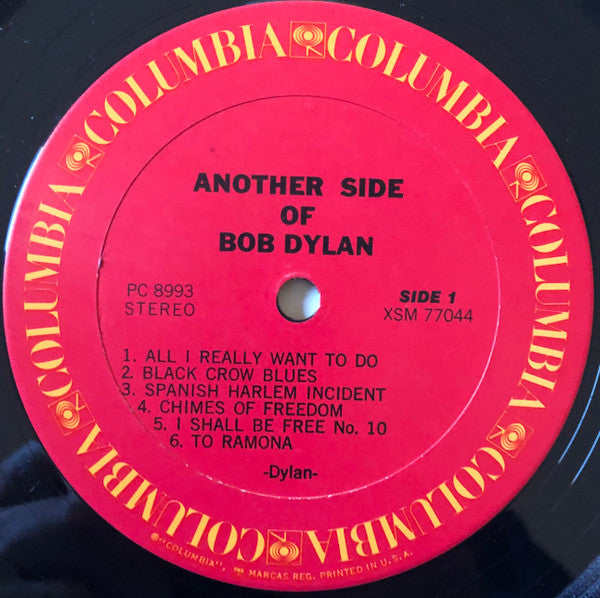 COLUMBIA COLUMBIA COLUMBIA COLUMBIA COLUMBIA COLUMBIA
ANOTHER SIDE
OF
BOB DYLAN
PC 8993
STEREO
SIDE 1
XSM 77044
1. ALL I REALLY WANT TO DO
2. BLACK CROW BLUES
3. SPANISH HARLEM INCIDENT
4. CHIMES OF FREEDOM
5. I SHALL BE FREE No. 10
6. TO RAMONA
-Dylan-
"COLUMBIA", MARCAS REG. PRINTED IN U.S.A.